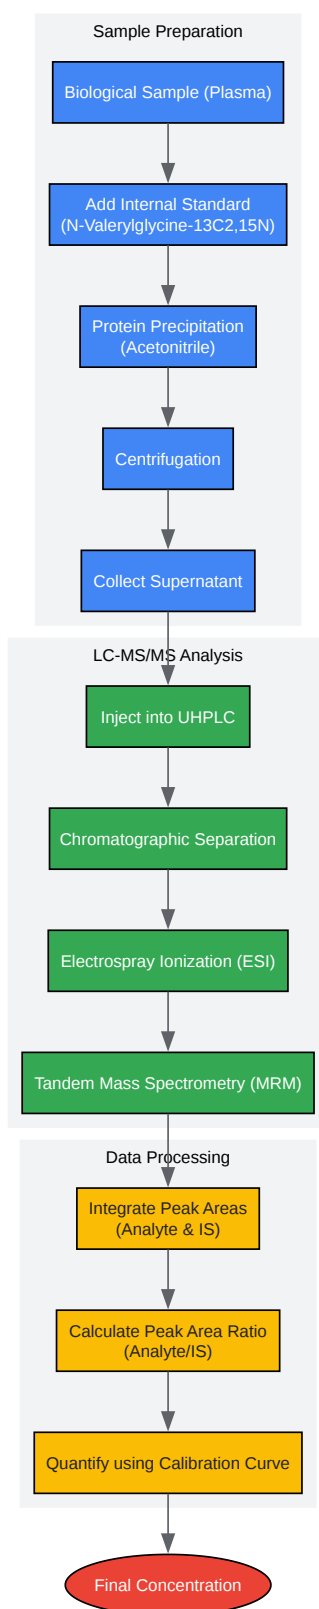 Sample Preparation
Biological Sample (Plasma)
Add Internal Standard
(N-Valerylglycine-13C2,15N)
Protein Precipitation
(Acetonitrile)
Centrifugation
Collect Supernatant
LC-MS/MS Analysis
Inject into UHPLC
Chromatographic Separation
Electrospray Ionization (ESI)
Tandem Mass Spectrometry (MRM)
Data Processing
Integrate Peak Areas
(Analyte & IS)
Calculate Peak Area Ratio
(Analyte/IS)
Quantify using Calibration Curve
Final Concentration